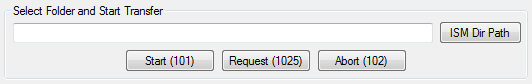 Select Folder and Start Transfer
ISM Dir Path
Start (101) Request (1025) Abort (102)